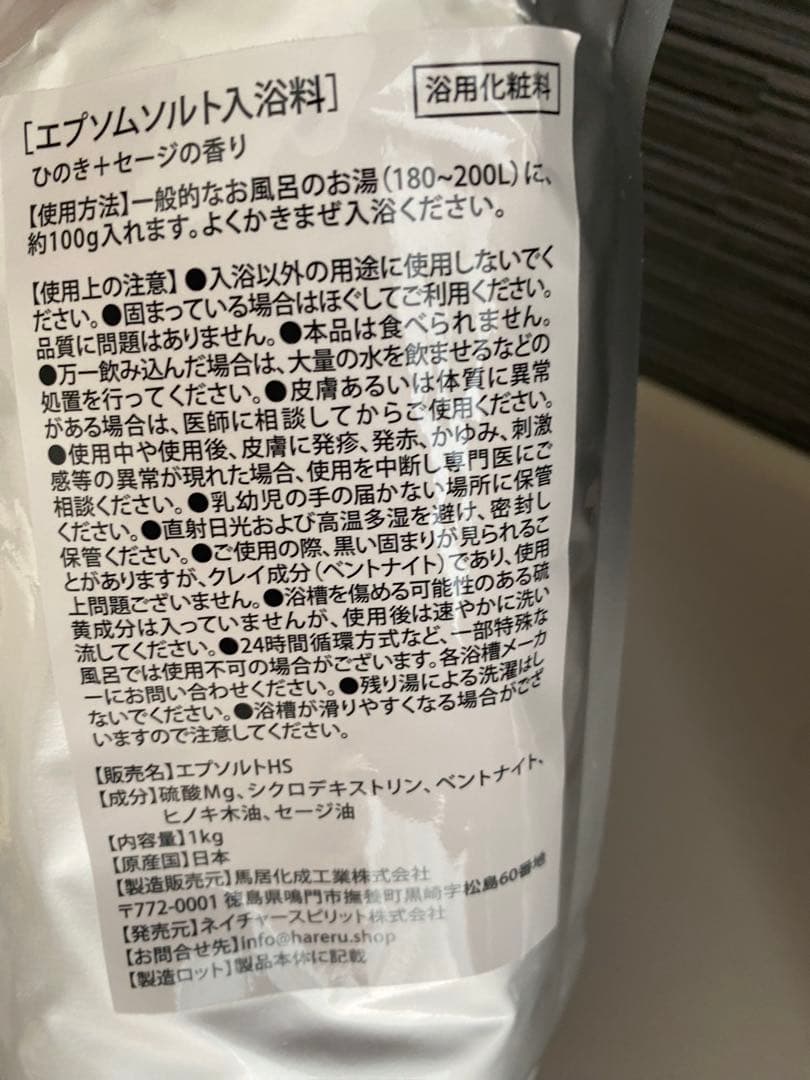 [エプソムソルト入浴料]
浴用化粧料
ひのき+セージの香り
【使用方法】一般的なお風呂のお湯(180~200L)に、
約100g入れます。よくかきまぜ入浴ください。
【使用上の注意】●入浴以外の用途に使用しないでく
ださい。●固まっている場合はほぐしてご利用ください。
品質に問題はありません。●本品は食べられません。
●万一飲み込んだ場合は、大量の水を飲ませるなどの
処置を行ってください。●皮膚あるいは体質に異常
がある場合は、医師に相談してからご使用ください。
●使用中や使用後、皮膚に発疹、発赤、かゆみ、刺激
感等の異常が現れた場合、使用を中断し専門医にご
相談ください。●乳幼児の手の届かない場所に保管
ください。●直射日光および高温多湿を避け、密封し
保管ください。●ご使用の際、黒い固まりが見られるこ
とがありますが、クレイ成分(ベントナイト)であり、使用
上問題ございません。●浴槽を傷める可能性のある硫
黄成分は入っていませんが、使用後は速やかに洗い
流してください。●24時間循環方式など、一部特殊な
風呂では使用不可の場合がございます。各浴槽メーカ
ーにお問い合わせください。●残り湯による洗濯はし
ないでください。●浴槽が滑りやすくなる場合がござ
いますので注意してください。
【販売名】エプソルトHS
【成分】硫酸Mg、シクロデキストリン、ベントナイト、
ヒノキ木油、セージ油
【内容量】1kg
【原産国】日本
【製造販売元】馬居化成工業株式会社
〒772-0001 徳島県鳴門市撫養町黒崎字松島60番地
【発売元】ネイチャースピリット株式会社
【お問合せ先】info@hareru.shop
【製造ロット】製品本体に記載